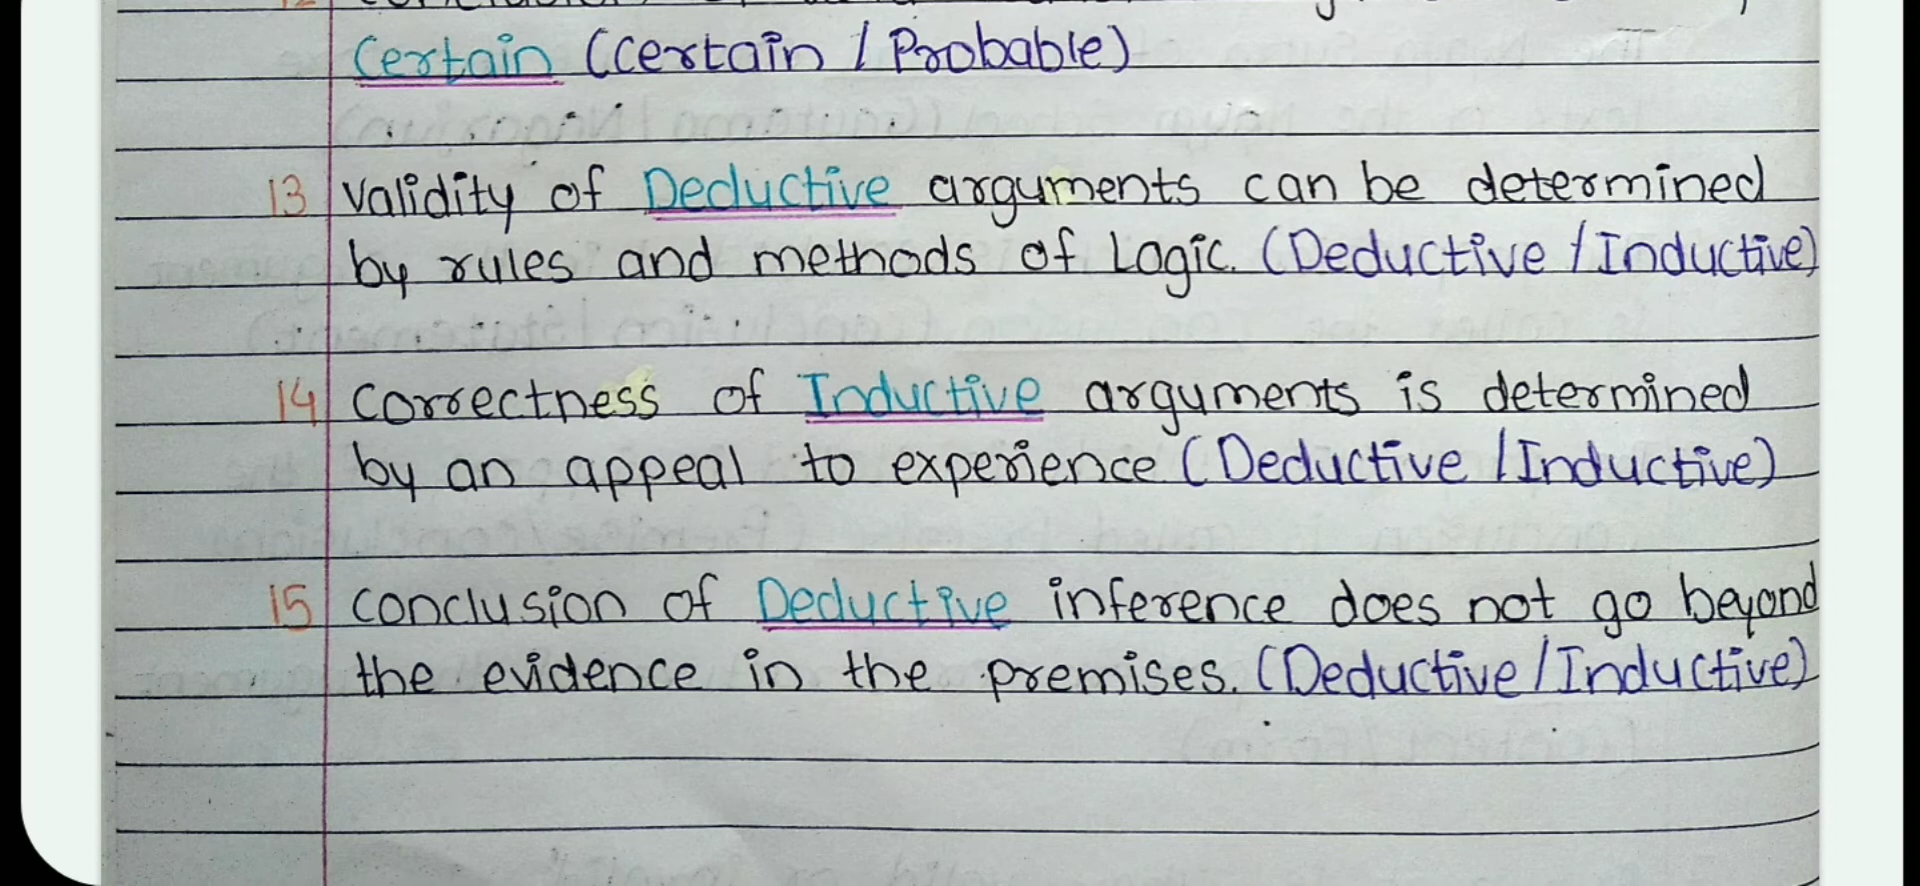 Certain (Certain / Probable)
13 Validity of Deductive arguments can be determined
by rules and methods of Logic. (Deductive / Inductive)
14 Correctness of Inductive arguments is determined
by an appeal to experience (Deductive / Inductive)
15 Conclusion of Deductive inference does not go beyond
the evidence in the premises. (Deductive / Inductive)